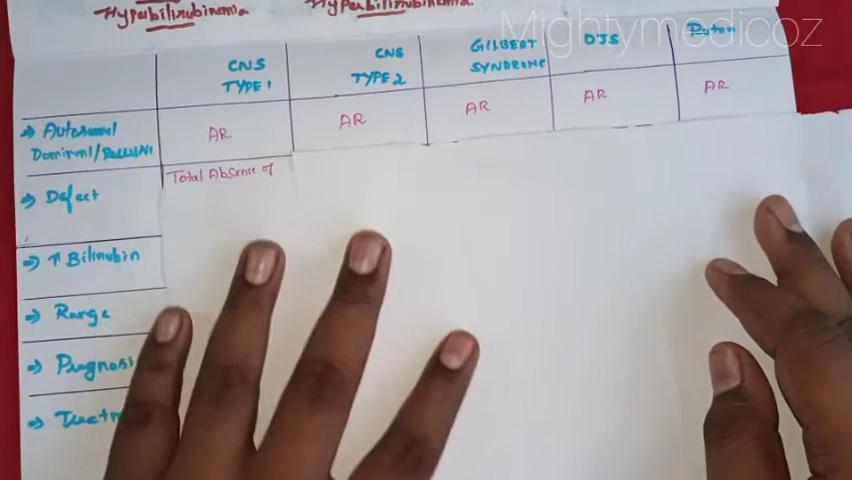 Hyperbilirubinemia Hyperbilirubinemia.
Mightymedicoz
CNS TYPE 1
CNS TYPE 2
GILBERT SYNDROME
DJS
Rotor
⇒ Autosomal Dominant/Recessive
AR AR AR AR AR
⇒ Defect
Total Absence of
⇒ ↑ Bilirubin
⇒ Range
⇒ Prognosis